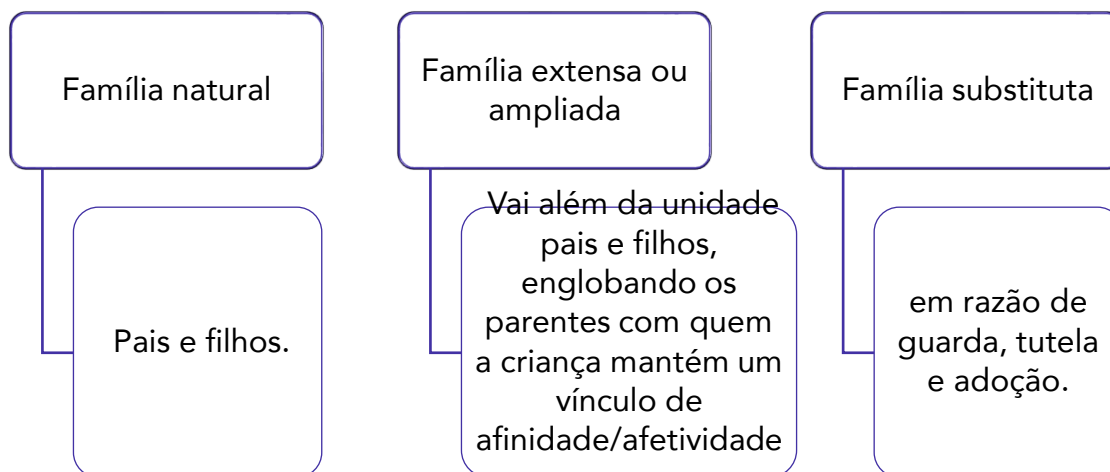 Família natural
Pais e filhos.
Família extensa ou
ampliada
Vai além da unidade
pais e filhos,
englobando os
parentes com quem
a criança mantém um
vínculo de
afinidade/afetividade
Família substituta
em razão de
guarda, tutela
e adoção.